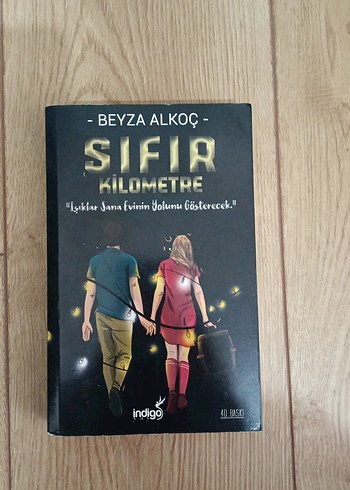 - BEYZA ALKOÇ -
SIFIR
KİLOMETRE
"Işıklar Sana Evinin Yolunu Gösterecek."
indigo
40. BASKI